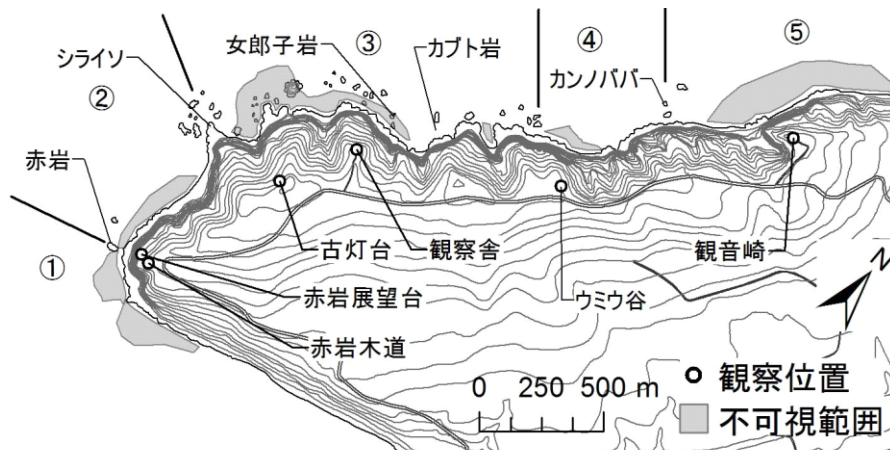 ⑤
③
④
女郎子岩
カブト岩
シライソ
カンノババ
②
赤岩
①
古灯台
観察舎
観音崎
N
赤岩展望台
ウミウ谷
赤岩木道
0 250 500 m
観察位置
不可視範囲